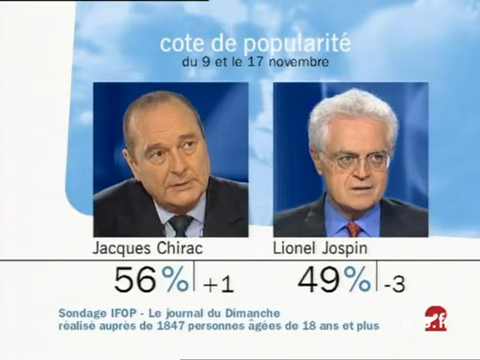 cote de popularité
du 9 et le 17 novembre
Jacques Chirac
Lionel Jospin
56% +1
49% -3
Sondage IFOP - Le journal du Dimanche
réalisé auprès de 1847 personnes âgées de 18 ans et plus